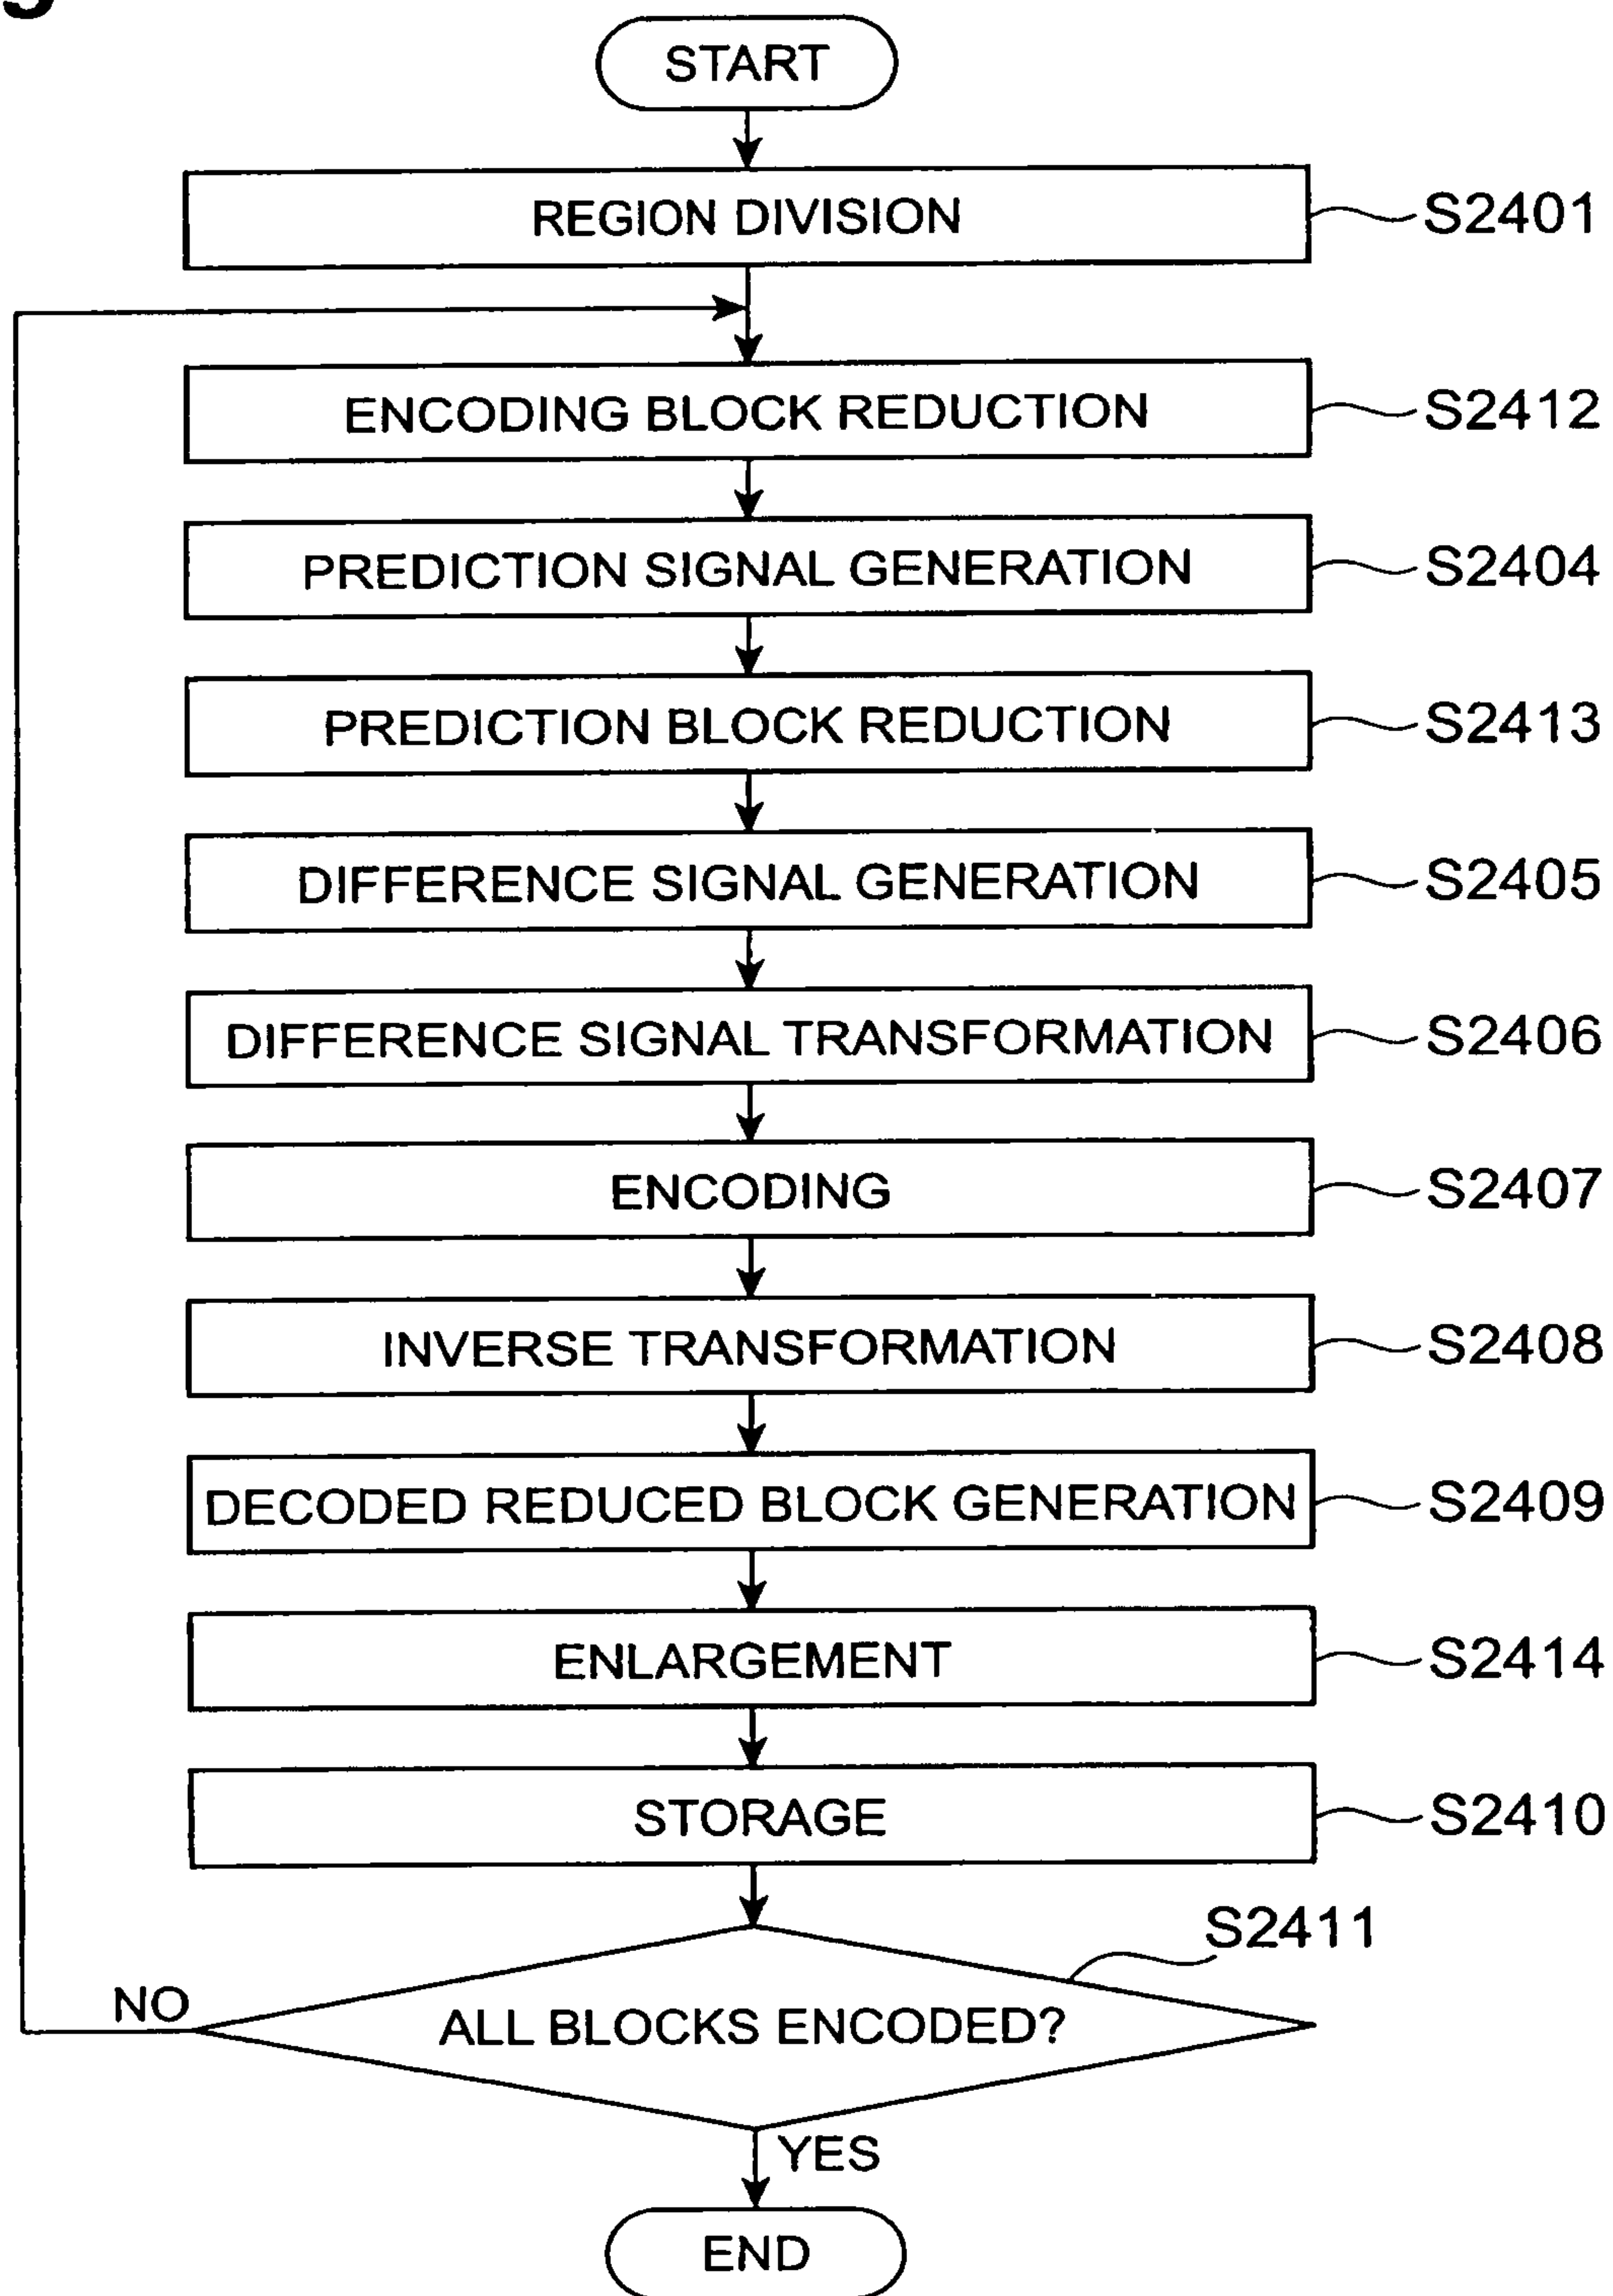 START
REGION DIVISION
S2401
ENCODING BLOCK REDUCTION
S2412
PREDICTION SIGNAL GENERATION
S2404
PREDICTION BLOCK REDUCTION
S2413
DIFFERENCE SIGNAL GENERATION
S2405
DIFFERENCE SIGNAL TRANSFORMATION
S2406
ENCODING
S2407
INVERSE TRANSFORMATION
S2408
DECODED REDUCED BLOCK GENERATION
S2409
ENLARGEMENT
S2414
STORAGE
S2410
S2411
NO
ALL BLOCKS ENCODED?
YES
END